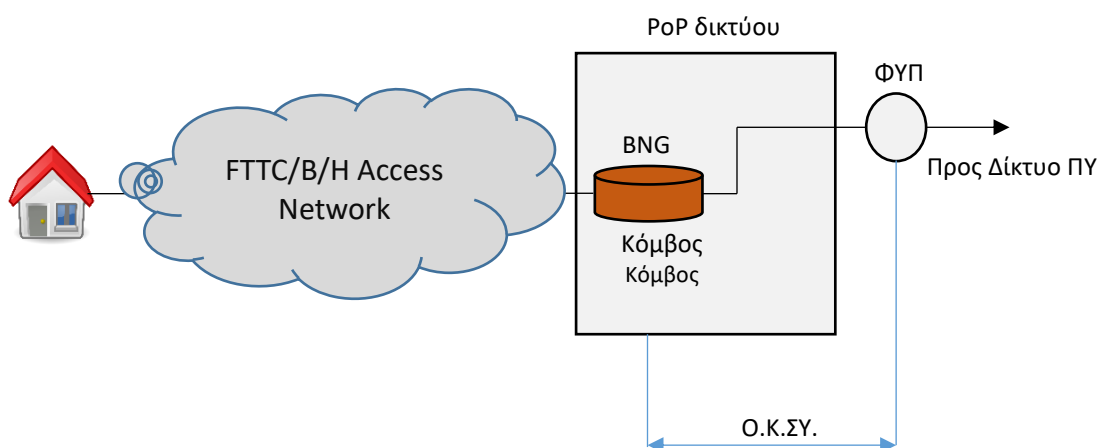 PoP δικτύου
ΦΥΠ
FTTC/B/H Access
Network
BNG
Προς Δίκτυο ΠΥ
Κόμβος
Κόμβος
Ο.Κ.ΣΥ.